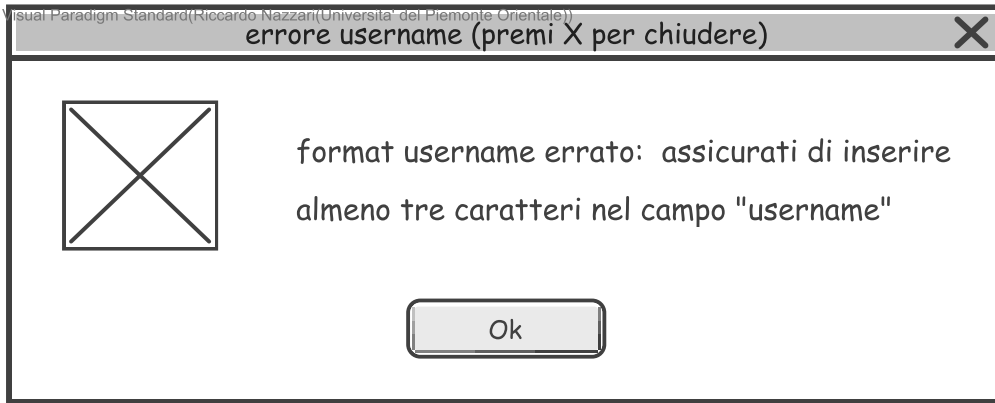 Visual Paradigm Standard(Riccardo Nazzari(Universita' del Piemonte Orientale))
errore username (premi X per chiudere)
format username errato: assicurati di inserire
almeno tre caratteri nel campo "username"
Ok